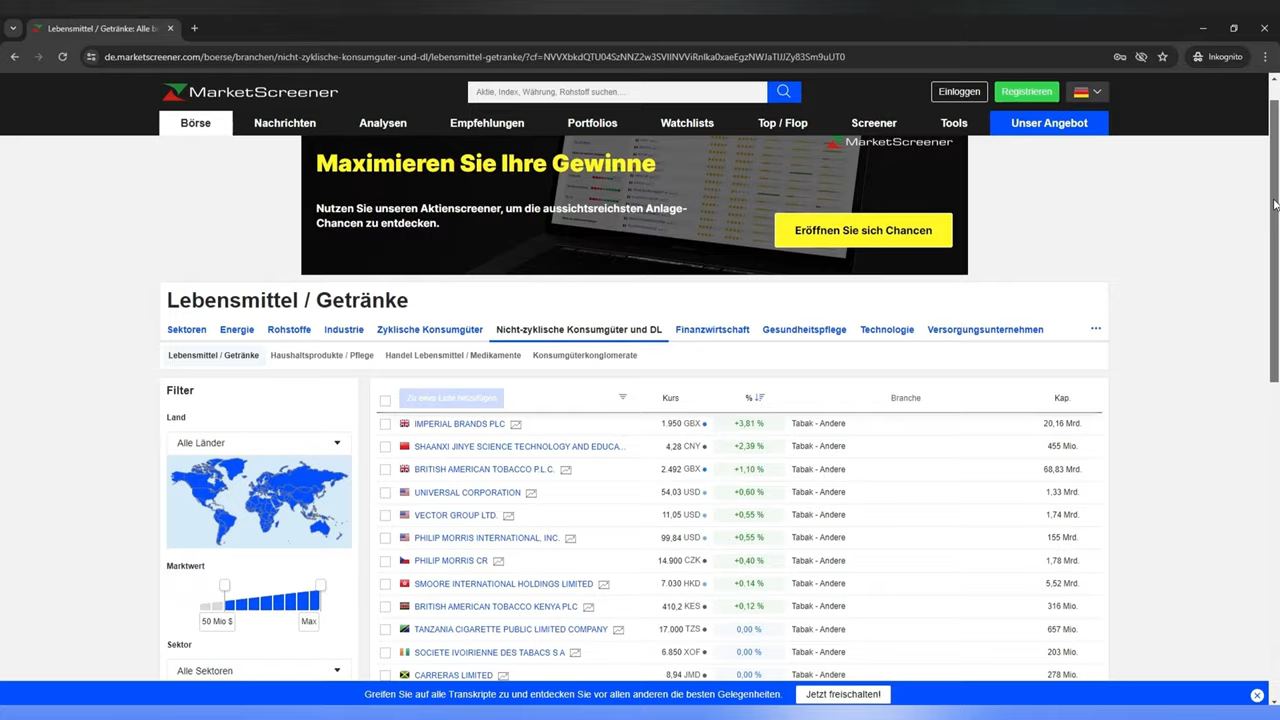 Lebensmittel / Getränke: Alle b
de.marketscreener.com/boerse/branchen/nicht-zyklische-konsumguter-und-dl/lebensmittel-getranke/?cf=NVVXbkdQTU04SzNNZ2w3SVlINVViRnlka0xaeEgzNWJaTlJJZy83Sm9uUT0
Inkognito
MarketScreener
Aktie, Index, Währung, Rohstoff suchen....
Einloggen
Registrieren
Börse Nachrichten Analysen Empfehlungen Portfolios Watchlists Top / Flop Screener Tools Unser Angebot
MarketScreener
Maximieren Sie Ihre Gewinne
Nutzen Sie unseren Aktienscreener, um die aussichtsreichsten Anlage-
Chancen zu entdecken.
Eröffnen Sie sich Chancen
Lebensmittel / Getränke
Sektoren Energie Rohstoffe Industrie Zyklische Konsumgüter Nicht-zyklische Konsumgüter und DL Finanzwirtschaft Gesundheitspflege Technologie Versorgungsunternehmen ...
Lebensmittel / Getränke Haushaltsprodukte / Pflege Handel Lebensmittel / Medikamente Konsumgüterkonglomerate
Filter
Land
Alle Länder
Marktwert
50 Mio $ Max
Sektor
Alle Sektoren
Zu einer Liste hinzufügen Kurs % Branche Kap.
IMPERIAL BRANDS PLC 1.950 GBX +3,81 % Tabak - Andere 20,16 Mrd.
SHAANXI JINYE SCIENCE TECHNOLOGY AND EDUCA... 4,28 CNY +2,39 % Tabak - Andere 455 Mio.
BRITISH AMERICAN TOBACCO P.L.C. 2.492 GBX +1,10 % Tabak - Andere 68,83 Mrd.
UNIVERSAL CORPORATION 54,03 USD +0,60 % Tabak - Andere 1,33 Mrd.
VECTOR GROUP LTD. 11,05 USD +0,55 % Tabak - Andere 1,74 Mrd.
PHILIP MORRIS INTERNATIONAL, INC. 99,84 USD +0,55 % Tabak - Andere 155 Mrd.
PHILIP MORRIS CR 14.900 CZK +0,40 % Tabak - Andere 1,78 Mrd.
SMOORE INTERNATIONAL HOLDINGS LIMITED 7.030 HKD +0,14 % Tabak - Andere 5,52 Mrd.
BRITISH AMERICAN TOBACCO KENYA PLC 410,2 KES +0,12 % Tabak - Andere 316 Mio.
TANZANIA CIGARETTE PUBLIC LIMITED COMPANY 17.000 TZS 0,00 % Tabak - Andere 657 Mio.
SOCIETE IVOIRIENNE DES TABACS S A 6.850 XOF 0,00 % Tabak - Andere 203 Mio.
CARRERAS LIMITED 8,94 JMD 0,00 % Tabak - Andere 278 Mio.
Greifen Sie auf alle Transkripte zu und entdecken Sie vor allen anderen die besten Gelegenheiten.
Jetzt freischalten!